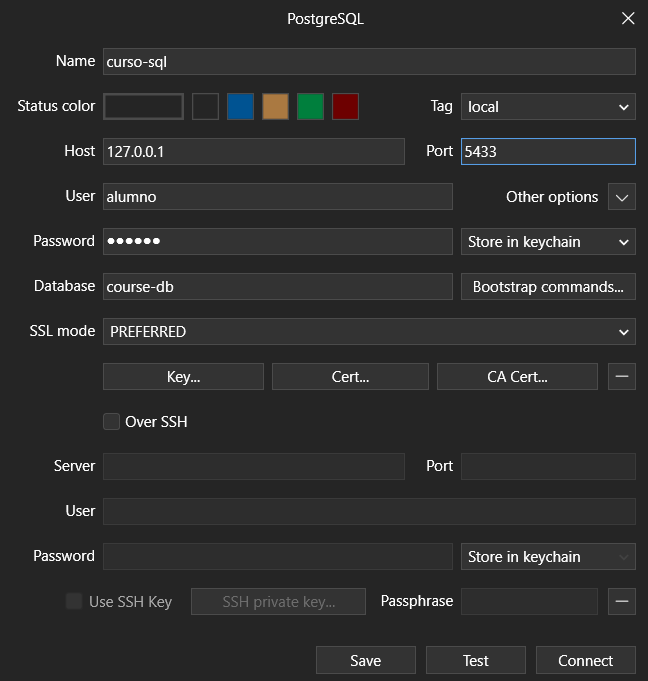 PostgreSQL
Name curso-sql
Status color Tag local
Host 127.0.0.1 Port 5433
User alumno Other options
Password ●●●●●● Store in keychain
Database course-db Bootstrap commands...
SSL mode PREFERRED
Key... Cert... CA Cert...
Over SSH
Server Port
User
Password Store in keychain
Use SSH Key SSH private key... Passphrase
Save Test Connect